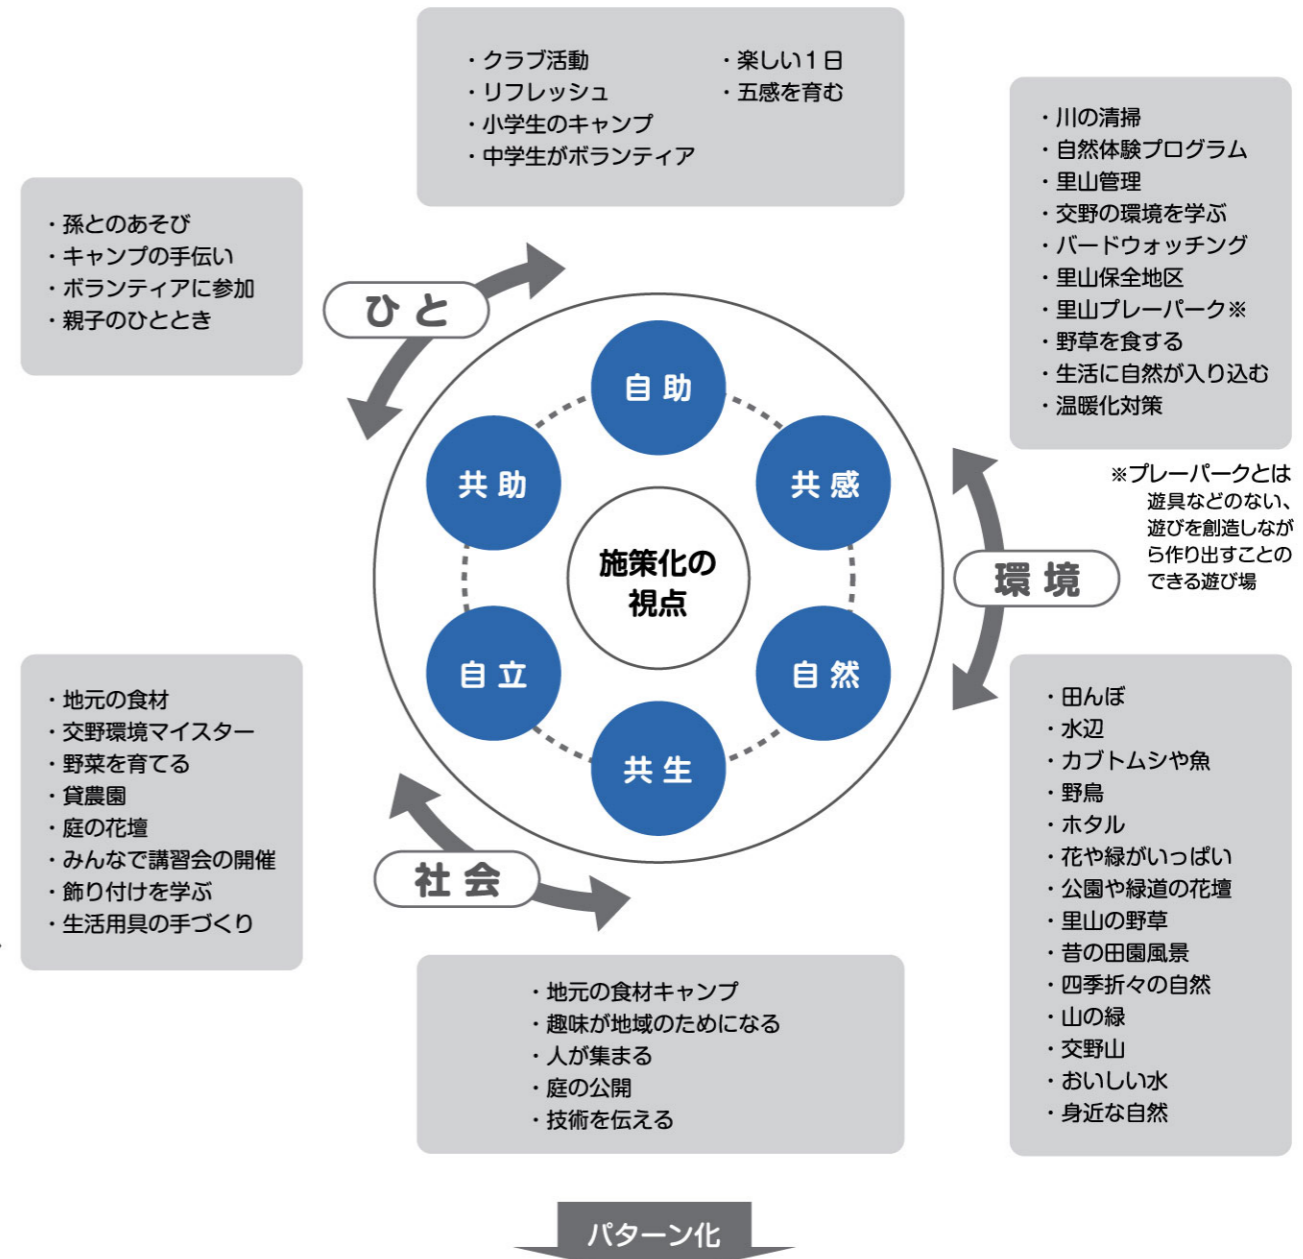 ・クラブ活動
・リフレッシュ
・小学生のキャンプ
・中学生がボランティア
・楽しい1日
・五感を育む
・孫とのあそび
・キャンプの手伝い
・ボランティアに参加
・親子のひととき
ひと
・川の清掃
・自然体験プログラム
・里山管理
・交野の環境を学ぶ
・バードウォッチング
・里山保全地区
・里山プレーパーク※
・野草を食する
・生活に自然が入り込む
・温暖化対策
※プレーパークとは
遊具などのない、
遊びを創造しなが
ら作り出すことの
できる遊び場
環境
自助
共助
共感
施策化の
視点
自立
自然
共生
・地元の食材
・交野環境マイスター
・野菜を育てる
・貸農園
・庭の花壇
・みんなで講習会の開催
・飾り付けを学ぶ
・生活用具の手づくり
社会
・田んぼ
・水辺
・カブトムシや魚
・野鳥
・ホタル
・花や緑がいっぱい
・公園や緑道の花壇
・里山の野草
・昔の田園風景
・四季折々の自然
・山の緑
・交野山
・おいしい水
・身近な自然
・地元の食材キャンプ
・趣味が地域のためになる
・人が集まる
・庭の公開
・技術を伝える
パターン化